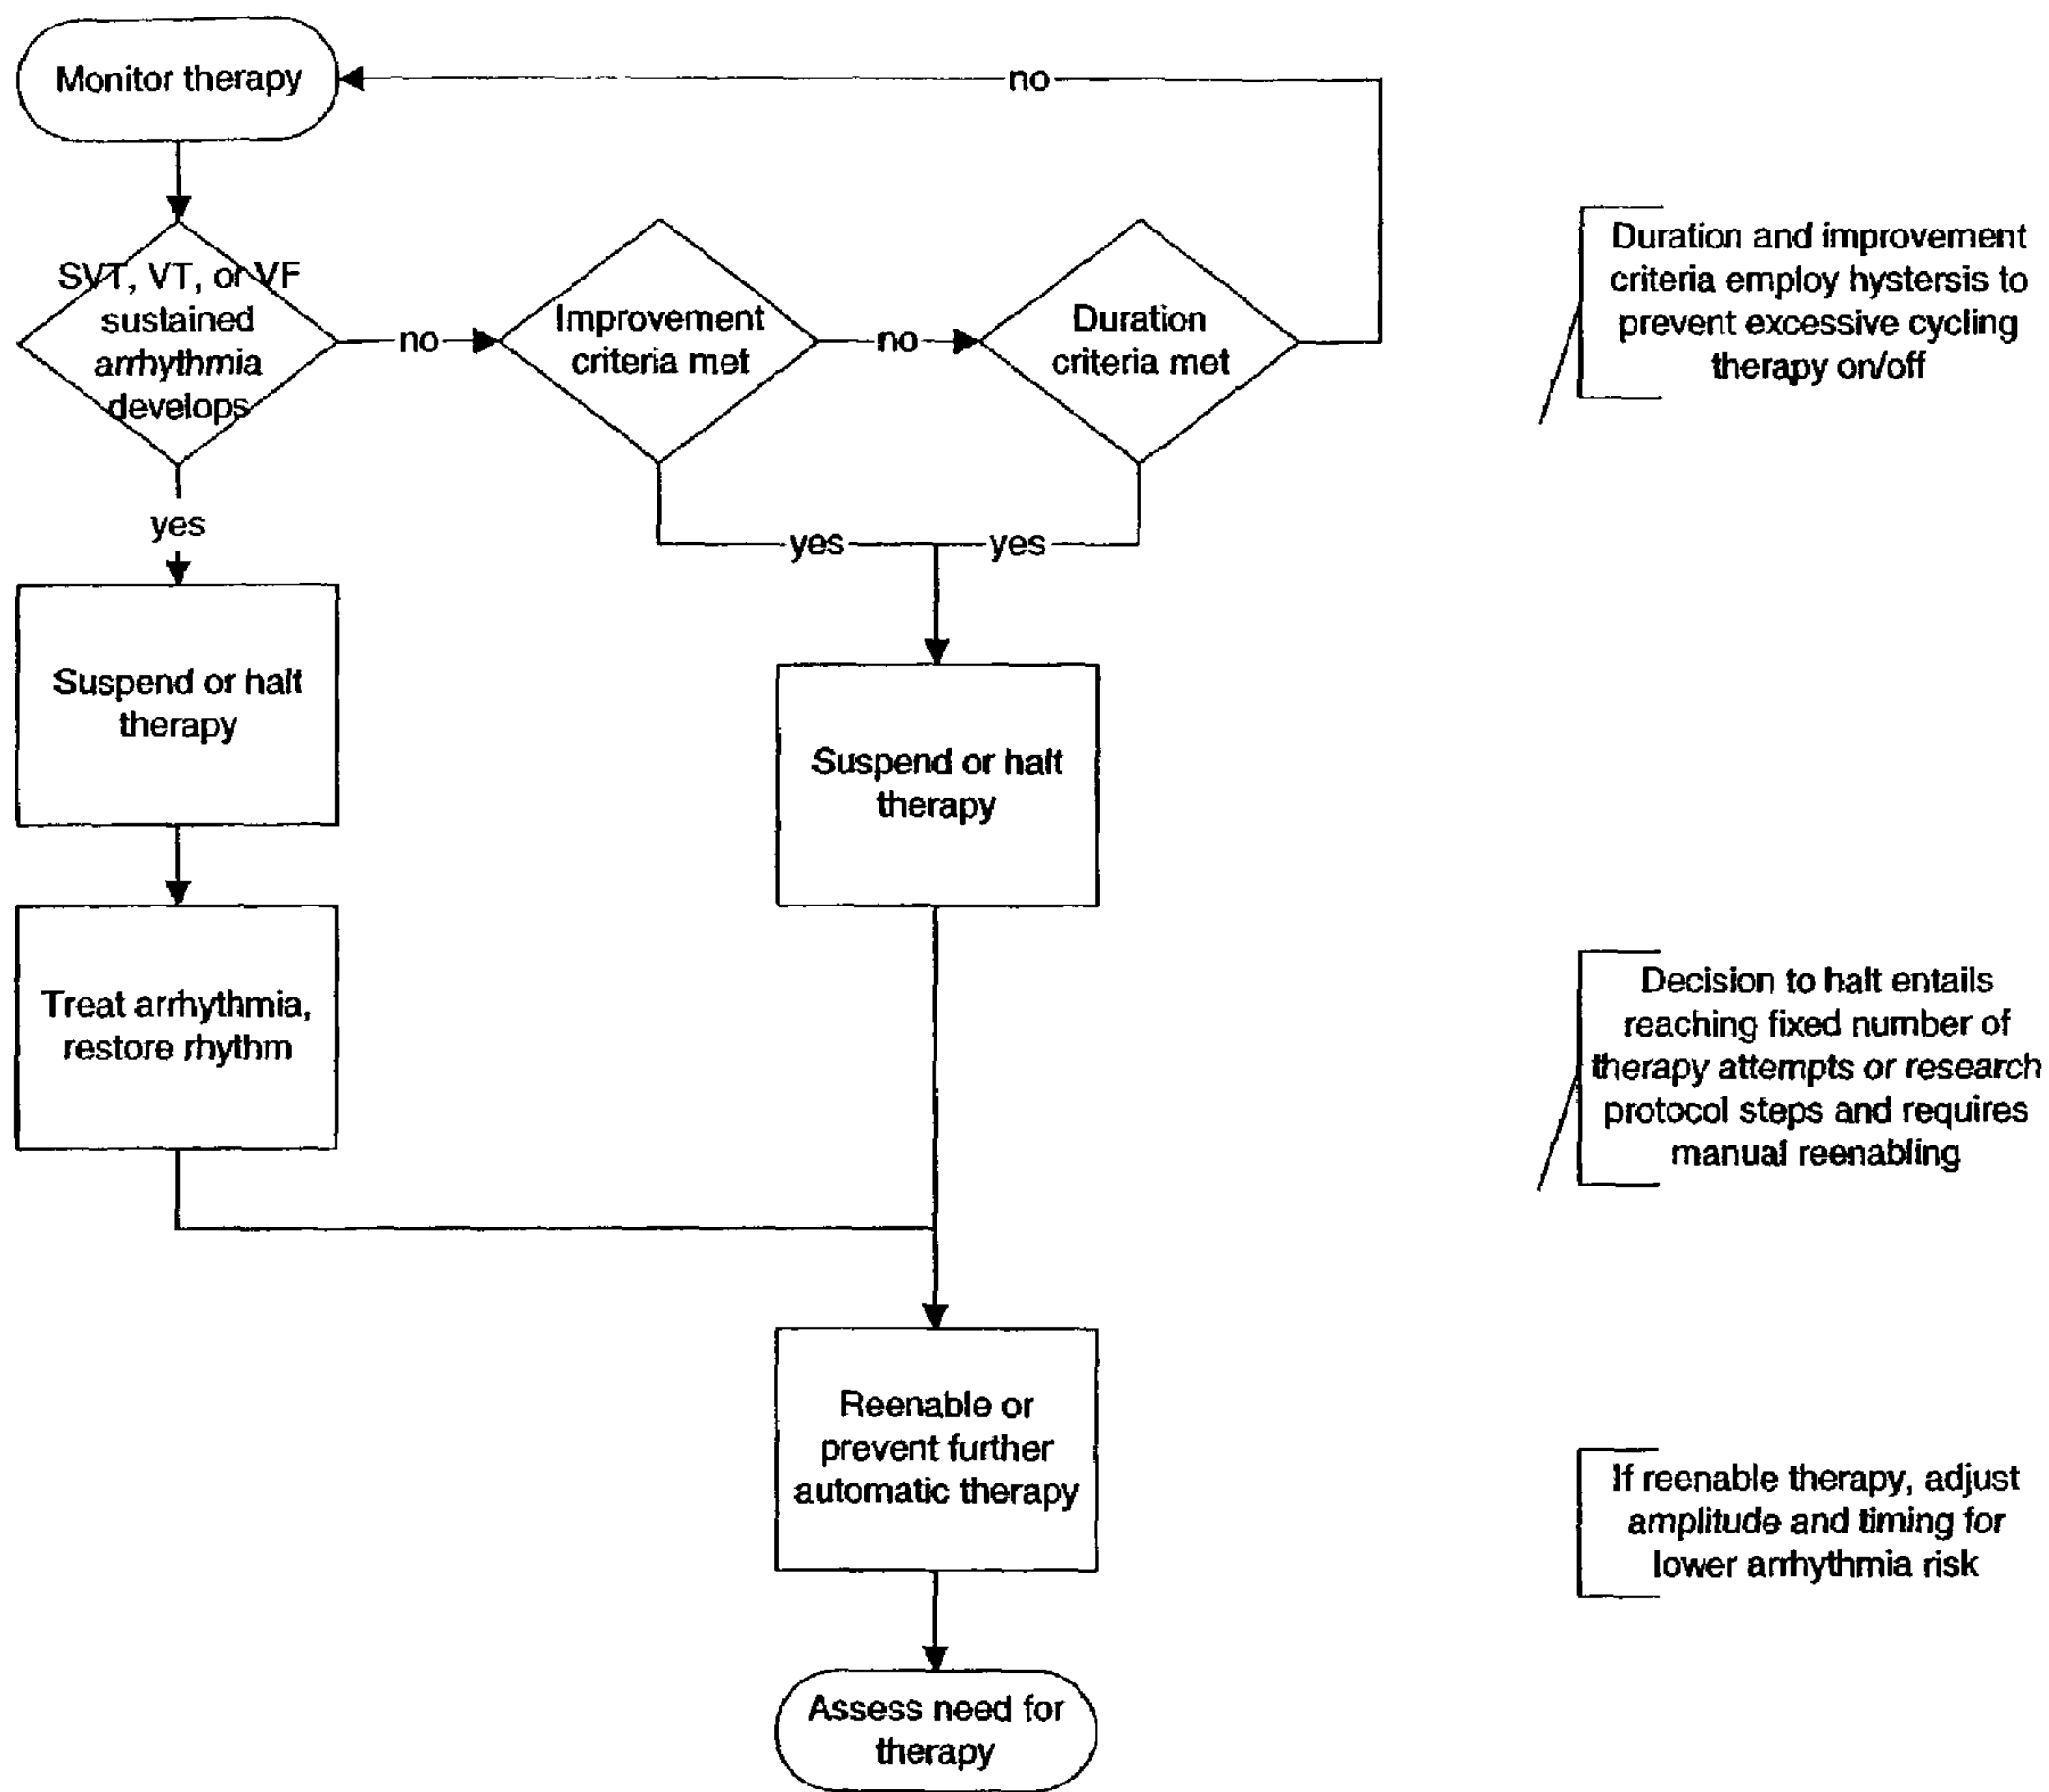 Monitor therapy
no
SVT, VT, or VF
sustained
arrhythmia
develops
no
Improvement
criteria met
no
Duration
criteria met
Duration and improvement
criteria employ hystersis to
prevent excessive cycling
therapy on/off
yes
yes
yes
Suspend or halt
therapy
Suspend or halt
therapy
Treat arrhythmia,
restore rhythm
Decision to halt entails
reaching fixed number of
therapy attempts or research
protocol steps and requires
manual reenabling
Reenable or
prevent further
automatic therapy
If reenable therapy, adjust
amplitude and timing for
lower arrhythmia risk
Assess need for
therapy